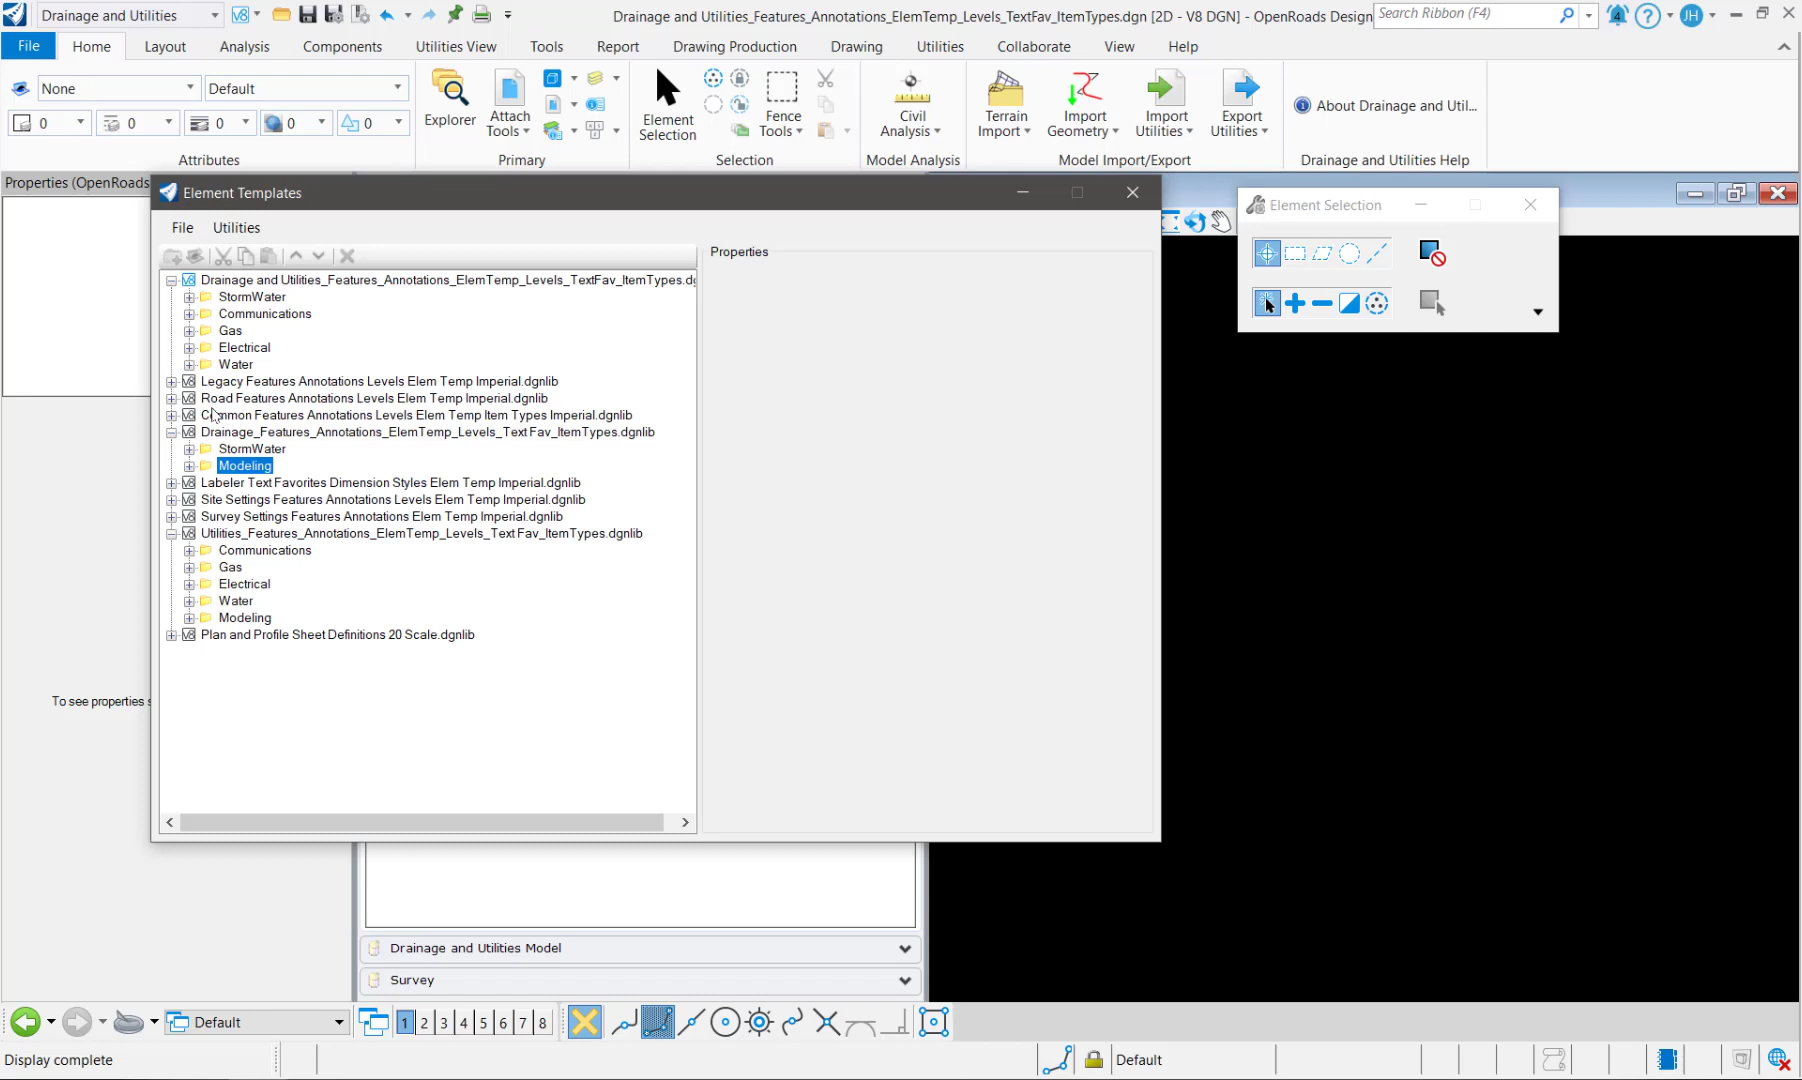 Drainage and Utilities
Drainage and Utilities_Features_Annotations_ElemTemp_Levels_TextFav_ItemTypes.dgn [2D - V8 DGN] - OpenRoads Design
Search Ribbon (F4)
4
JH
File
Home
Layout
Analysis
Components
Utilities View
Tools
Report
Drawing Production
Drawing
Utilities
Collaborate
View
Help
None
Default
0
0
0
0
0
Attributes
Explorer
Attach
Tools
Primary
Element
Selection
Fence
Tools
Selection
Civil
Analysis
Model Analysis
Terrain
Import
Import
Geometry
Import
Utilities
Export
Utilities
Model Import/Export
About Drainage and Util...
Drainage and Utilities Help
Properties (OpenRoads
Element Templates
File
Utilities
Properties
Element Selection
Drainage and Utilities_Features_Annotations_ElemTemp_Levels_TextFav_ItemTypes.dg
StormWater
Communications
Gas
Electrical
Water
Legacy Features Annotations Levels Elem Temp Imperial.dgnlib
Road Features Annotations Levels Elem Temp Imperial.dgnlib
Common Features Annotations Levels Elem Temp Item Types Imperial.dgnlib
Drainage_Features_Annotations_ElemTemp_Levels_Text Fav_ItemTypes.dgnlib
StormWater
Modeling
Labeler Text Favorites Dimension Styles Elem Temp Imperial.dgnlib
Site Settings Features Annotations Levels Elem Temp Imperial.dgnlib
Survey Settings Features Annotations Elem Temp Imperial.dgnlib
Utilities_Features_Annotations_ElemTemp_Levels_Text Fav_ItemTypes.dgnlib
Communications
Gas
Electrical
Water
Modeling
Plan and Profile Sheet Definitions 20 Scale.dgnlib
To see properties s
Drainage and Utilities Model
Survey
Default
1 2 3 4 5 6 7 8
Display complete
Default